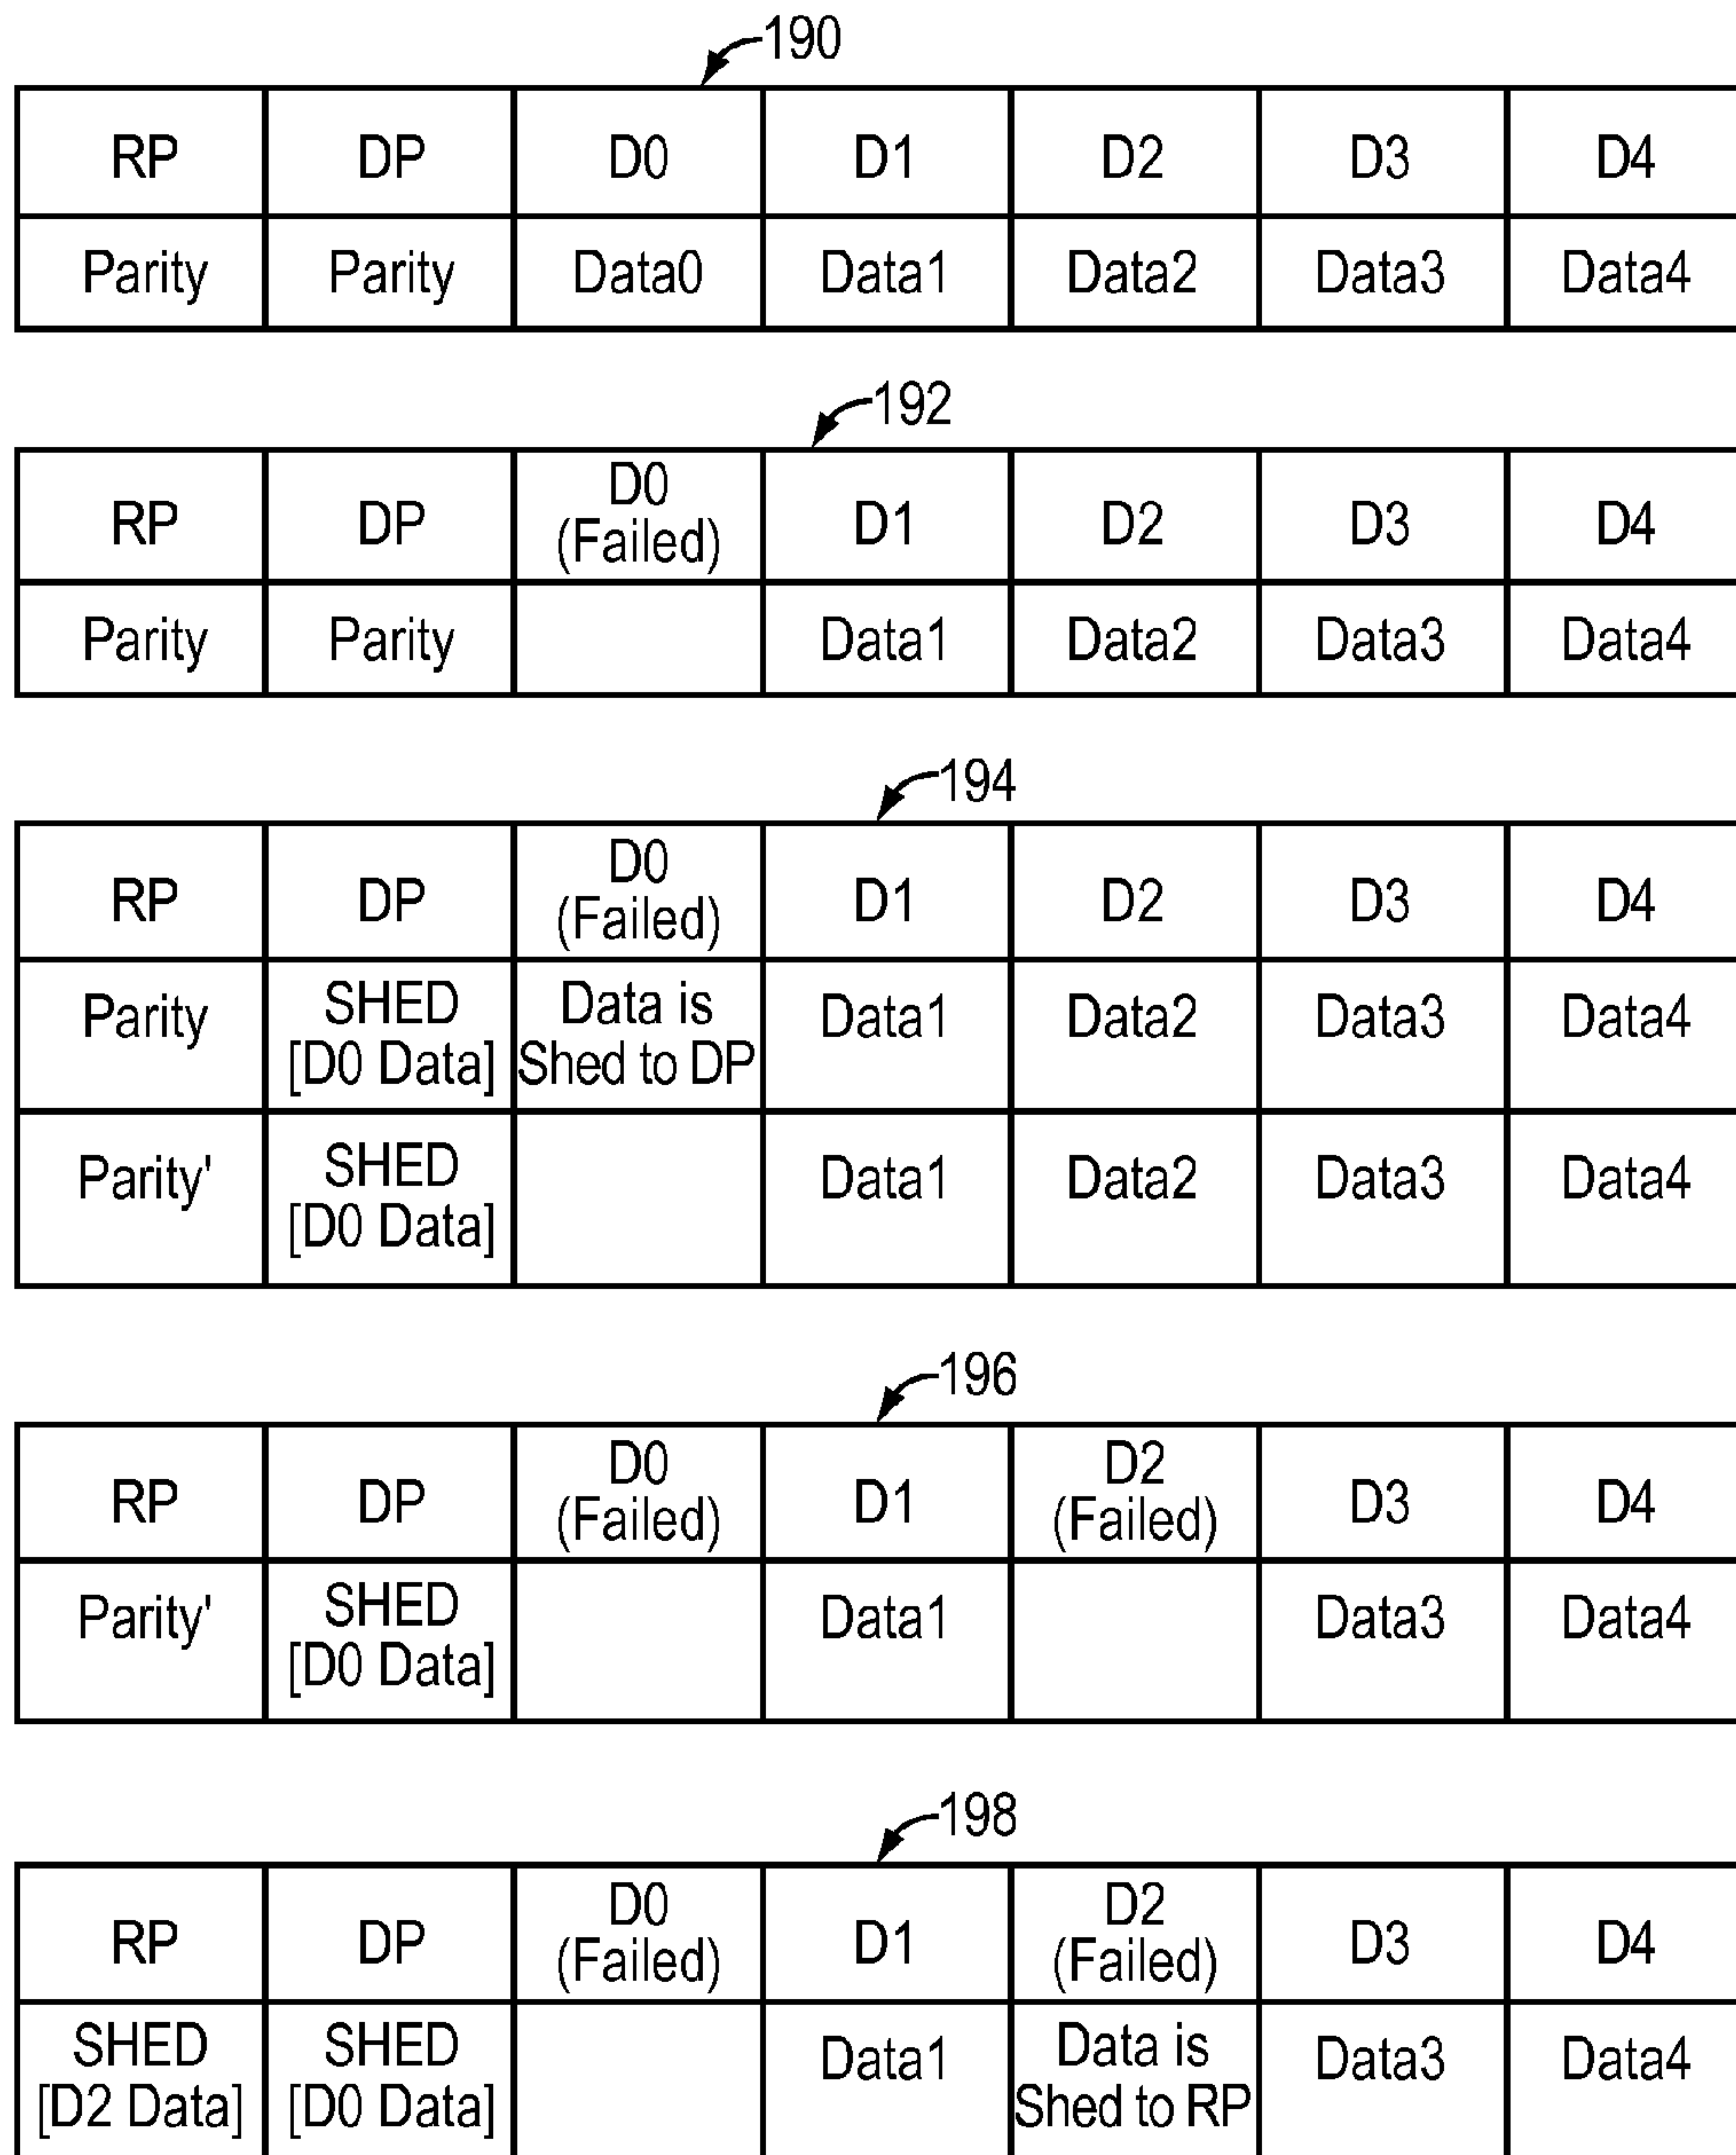 190
RP DP D0 D1 D2 D3 D4
Parity Parity Data0 Data1 Data2 Data3 Data4
192
RP DP D0 (Failed) D1 D2 D3 D4
Parity Parity Data1 Data2 Data3 Data4
194
RP DP D0 (Failed) D1 D2 D3 D4
Parity SHED [D0 Data] Data is Shed to DP Data1 Data2 Data3 Data4
Parity' SHED [D0 Data] Data1 Data2 Data3 Data4
196
RP DP D0 (Failed) D1 D2 (Failed) D3 D4
Parity' SHED [D0 Data] Data1 Data3 Data4
198
RP DP D0 (Failed) D1 D2 (Failed) D3 D4
SHED [D2 Data] SHED [D0 Data] Data1 Data is Shed to RP Data3 Data4